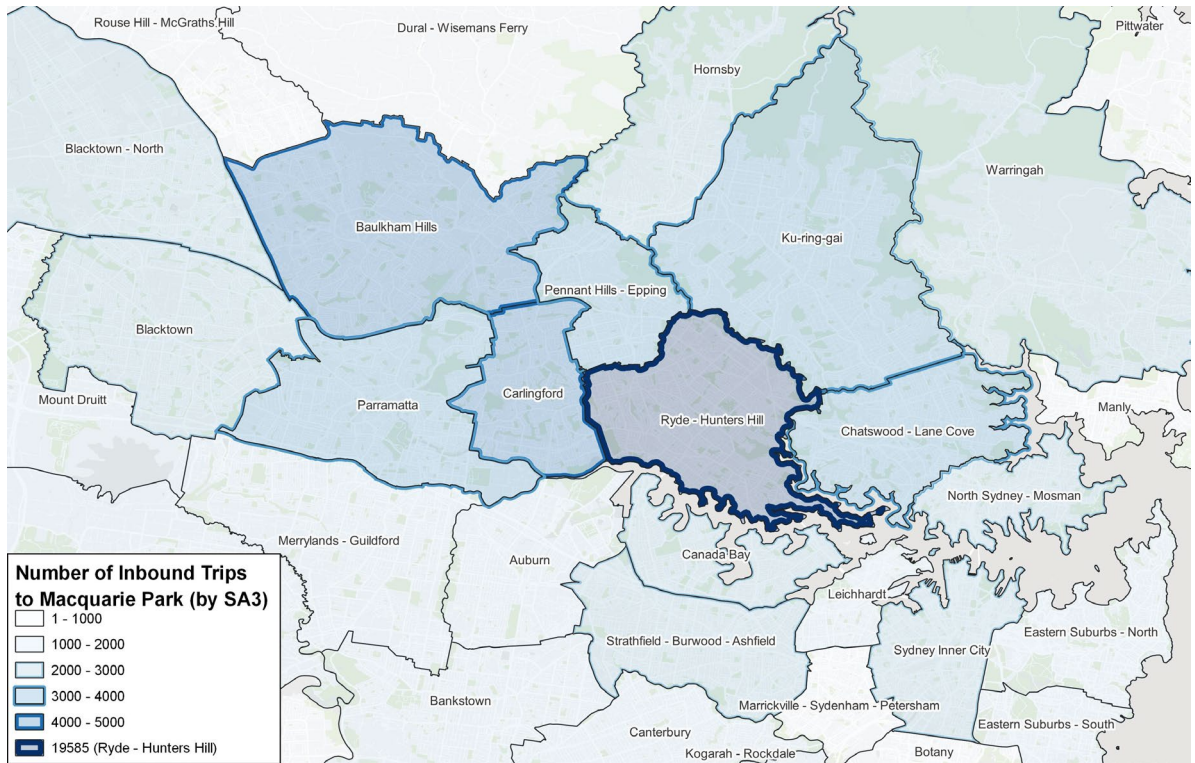 Rouse Hill - McGraths Hill
Dural - Wisemans Ferry
Pittwater
Hornsby
Blacktown - North
Warringah
Baulkham Hills
Ku-ring-gai
Pennant Hills - Epping
Blacktown
Mount Druitt
Parramatta
Carlingford
Ryde - Hunters Hill
Manly
Chatswood - Lane Cove
North Sydney - Mosman
Merrylands - Guildford
Auburn
Canada Bay
Leichhardt
Eastern Suburbs - North
Strathfield - Burwood - Ashfield
Sydney Inner City
Bankstown
Marrickville - Sydenham - Petersham
Eastern Suburbs - South
Canterbury
Kogarah - Rockdale
Botany
Number of Inbound Trips
to Macquarie Park (by SA3)
1 - 1000
1000 - 2000
2000 - 3000
3000 - 4000
4000 - 5000
19585 (Ryde - Hunters Hill)